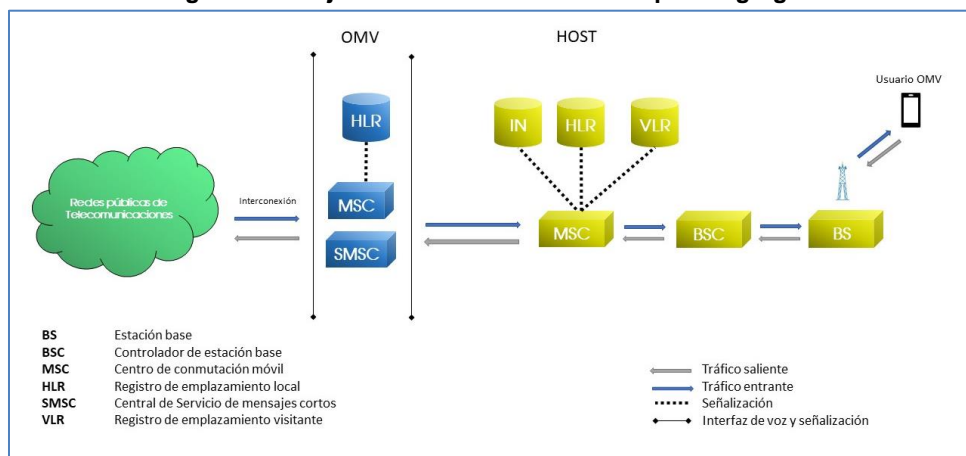 OMV
HOST
Usuario OMV
HLR
IN
HLR
VLR
Redes públicas de
Telecomunicaciones
Interconexión
MSC
SMSC
MSC
BSC
BS
BS Estación base
BSC Controlador de estación base
MSC Centro de conmutación móvil
HLR Registro de emplazamiento local
SMSC Central de Servicio de mensajes cortos
VLR Registro de emplazamiento visitante
Tráfico saliente
Tráfico entrante
Señalización
Interfaz de voz y señalización